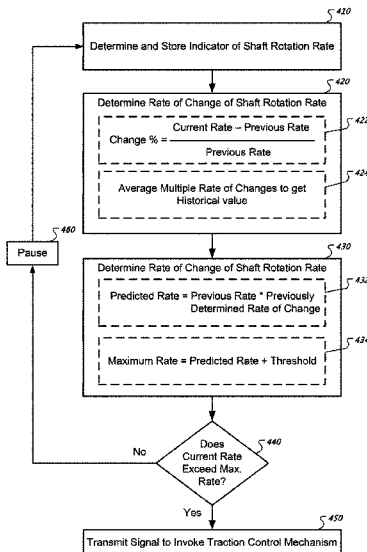 410
Determine and Store Indicator of Shaft Rotation Rate
420
Determine Rate of Change of Shaft Rotation Rate
422
Change % =
Current Rate – Previous Rate
Previous Rate
424
Average Multiple Rate of Changes to get
Historical value
460
Pause
430
Determine Rate of Change of Shaft Rotation Rate
432
Predicted Rate = Previous Rate * Previously
Determined Rate of Change
434
Maximum Rate = Predicted Rate + Threshold
440
Does
Current Rate
Exceed Max.
Rate?
No
Yes
450
Transmit Signal to Invoke Traction Control Mechanism